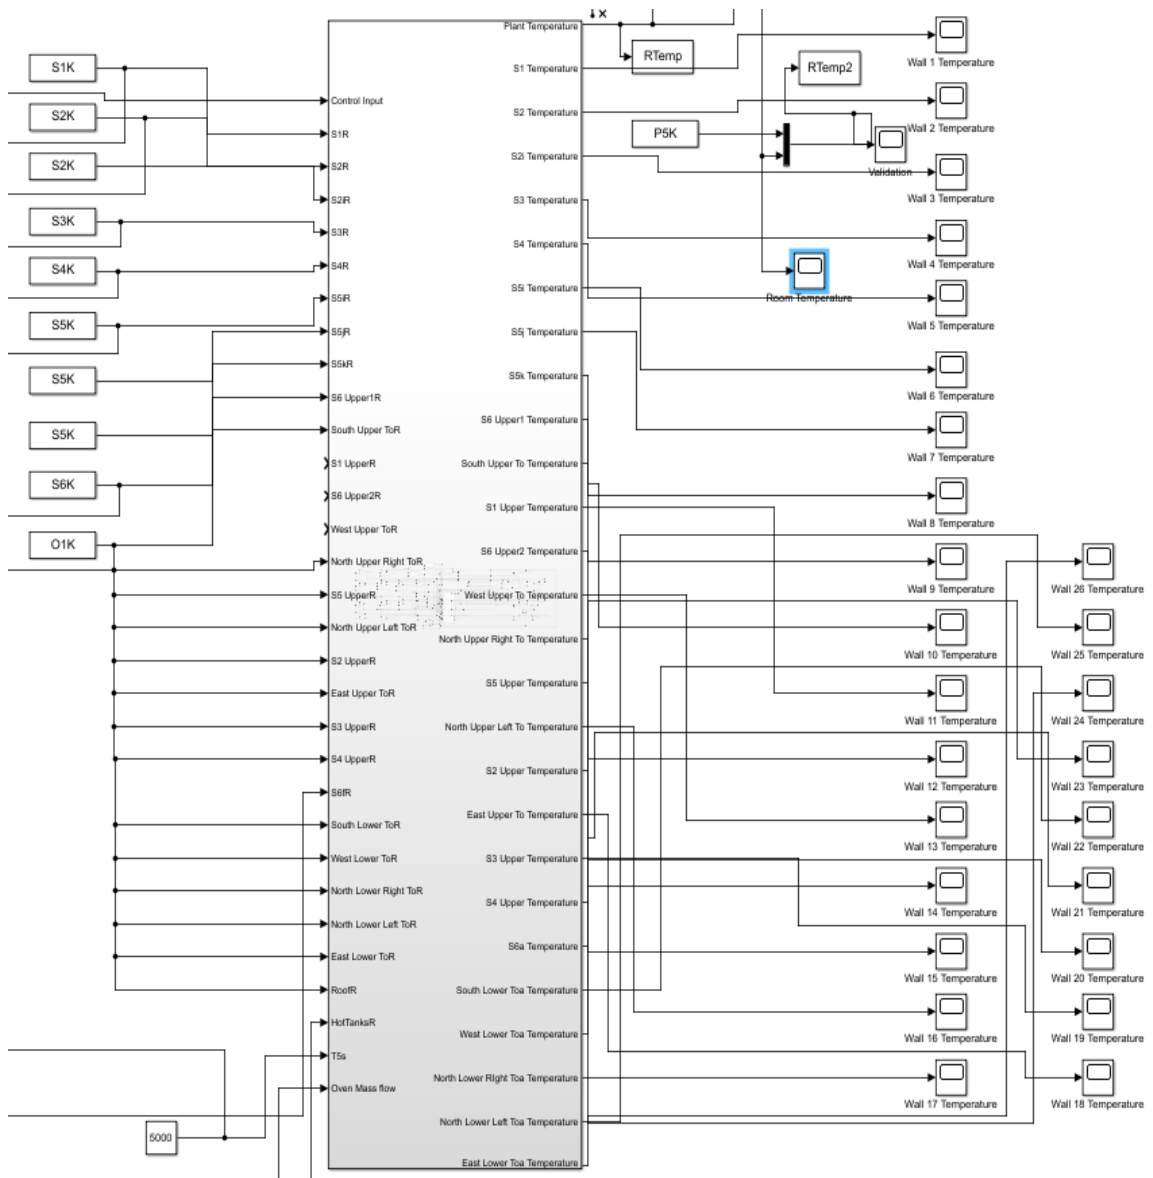 S1K
S2K
S2K
S3K
S4K
S5K
S5K
S5K
S6K
O1K
5000
Control Input
S1R
S2R
S2iR
S3R
S4R
S5iR
S5jR
S5kR
S6 Upper1R
South Upper ToR
S1 UpperR
S6 Upper2R
West Upper ToR
North Upper Right ToR
S5 UpperR
North Upper Left ToR
S2 UpperR
East Upper ToR
S3 UpperR
S4 UpperR
S6fR
South Lower ToR
West Lower ToR
North Lower Right ToR
North Lower Left ToR
East Lower ToR
RoofR
HotTanksR
T5s
Oven Mass flow
Plant Temperature
S1 Temperature
S2 Temperature
S2i Temperature
S3 Temperature
S4 Temperature
S5i Temperature
S5j Temperature
S5k Temperature
S6 Upper1 Temperature
South Upper To Temperature
S1 Upper Temperature
S6 Upper2 Temperature
West Upper To Temperature
North Upper Right To Temperature
S5 Upper Temperature
North Upper Left To Temperature
S2 Upper Temperature
East Upper To Temperature
S3 Upper Temperature
S4 Upper Temperature
S6a Temperature
South Lower Toa Temperature
West Lower Toa Temperature
North Lower RIght Toa Temperature
North Lower Left Toa Temperature
East Lower Toa Temperature
RTemp
RTemp2
P5K
Validation
Room Temperature
Wall 1 Temperature
Wall 2 Temperature
Wall 3 Temperature
Wall 4 Temperature
Wall 5 Temperature
Wall 6 Temperature
Wall 7 Temperature
Wall 8 Temperature
Wall 9 Temperature
Wall 10 Temperature
Wall 11 Temperature
Wall 12 Temperature
Wall 13 Temperature
Wall 14 Temperature
Wall 15 Temperature
Wall 16 Temperature
Wall 17 Temperature
Wall 26 Temperature
Wall 25 Temperature
Wall 24 Temperature
Wall 23 Temperature
Wall 22 Temperature
Wall 21 Temperature
Wall 20 Temperature
Wall 19 Temperature
Wall 18 Temperature